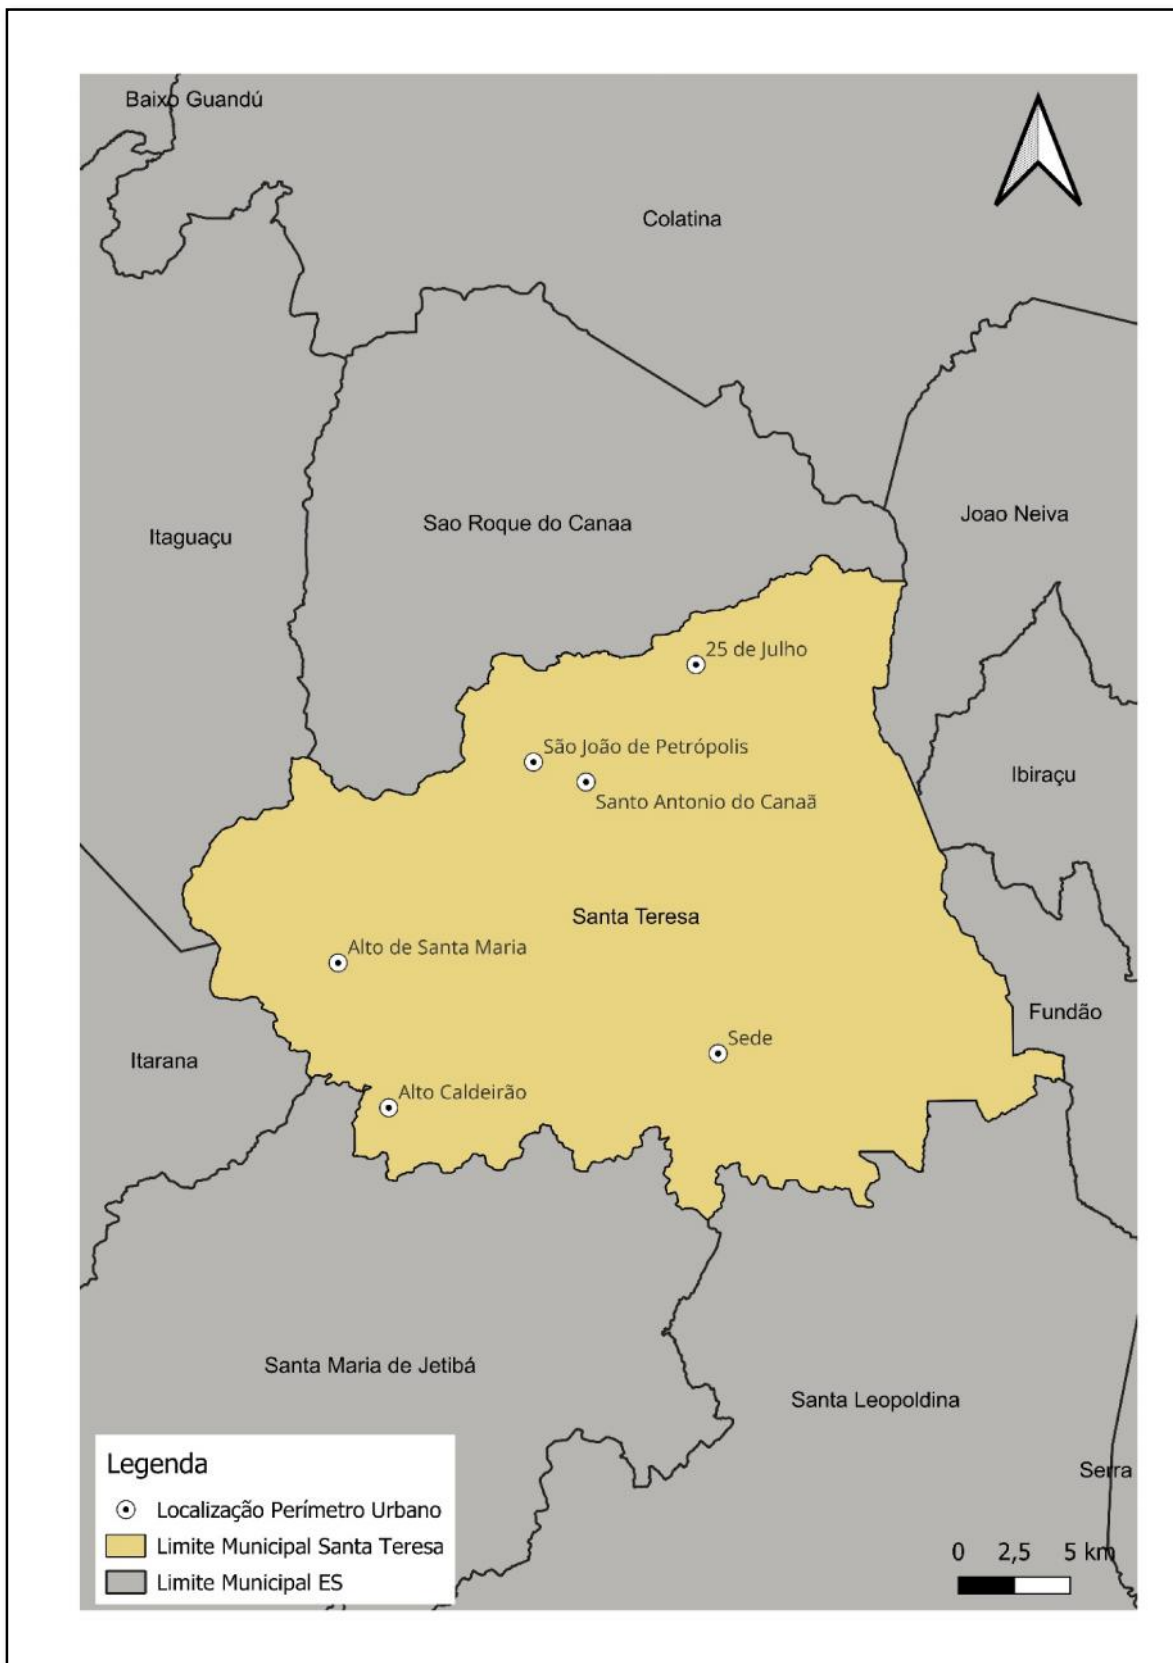 Baixo Guandú
Colatina
Sao Roque do Canaa
Joao Neiva
Itaguaçu
25 de Julho
São João de Petrópolis
Ibiraçu
Santo Antonio do Canaã
Santa Teresa
Alto de Santa Maria
Fundão
Sede
Itarana
Alto Caldeirão
Santa Maria de Jetibá
Santa Leopoldina
Serra
Legenda
Localização Perímetro Urbano
Limite Municipal Santa Teresa
Limite Municipal ES
0 2,5 5 km